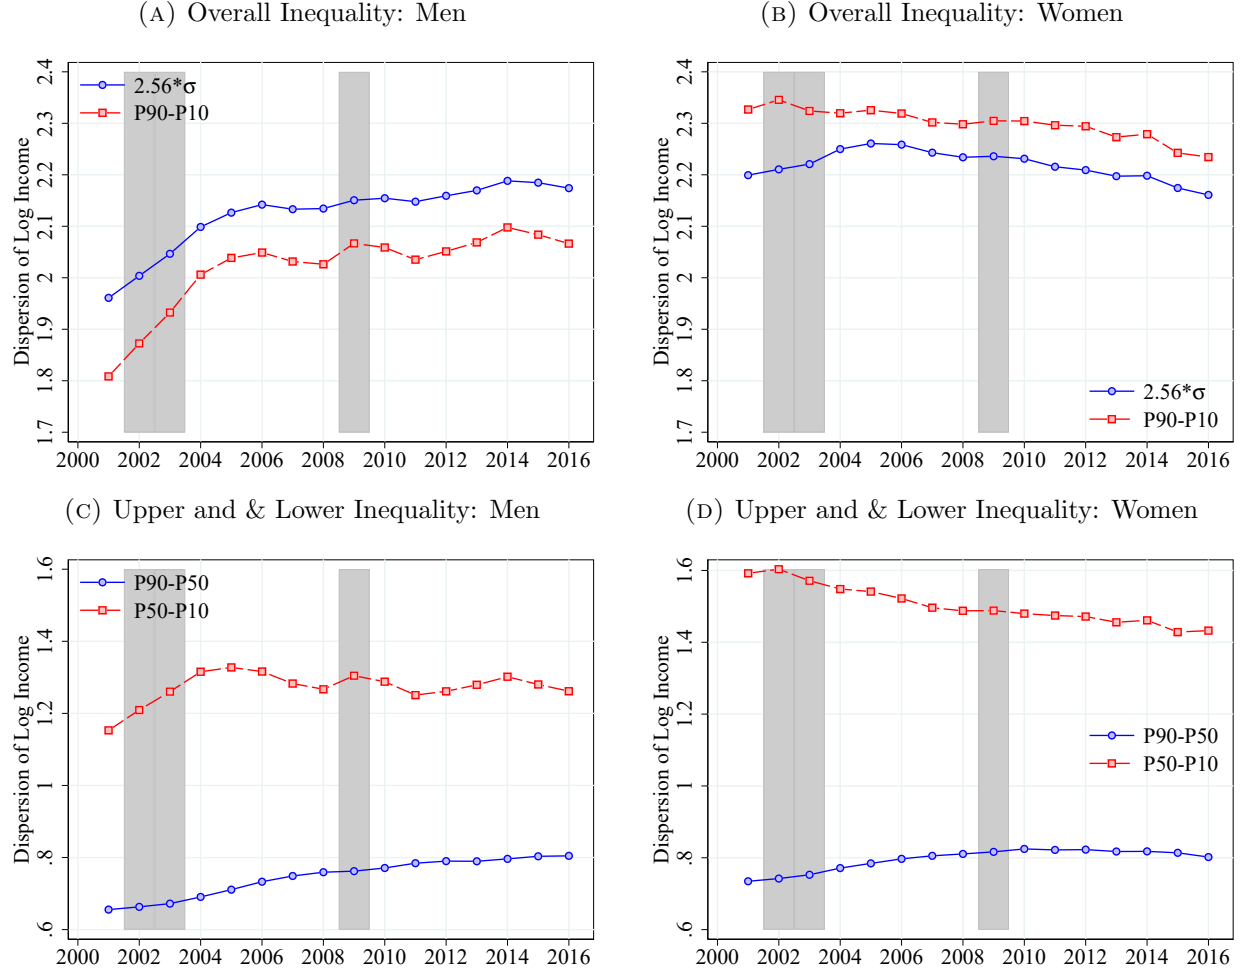 (A) Overall Inequality: Men
Dispersion of Log Income
2.4
2.3
2.2
2.1
2
1.9
1.8
1.7
2.56*σ
P90-P10
2000 2002 2004 2006 2008 2010 2012 2014 2016
(B) Overall Inequality: Women
Dispersion of Log Income
2.4
2.3
2.2
2.1
2
1.9
1.8
1.7
2.56*σ
P90-P10
2000 2002 2004 2006 2008 2010 2012 2014 2016
(C) Upper and & Lower Inequality: Men
Dispersion of Log Income
1.6
1.4
1.2
1
.8
.6
P90-P50
P50-P10
2000 2002 2004 2006 2008 2010 2012 2014 2016
(D) Upper and & Lower Inequality: Women
Dispersion of Log Income
1.6
1.4
1.2
1
.8
.6
P90-P50
P50-P10
2000 2002 2004 2006 2008 2010 2012 2014 2016